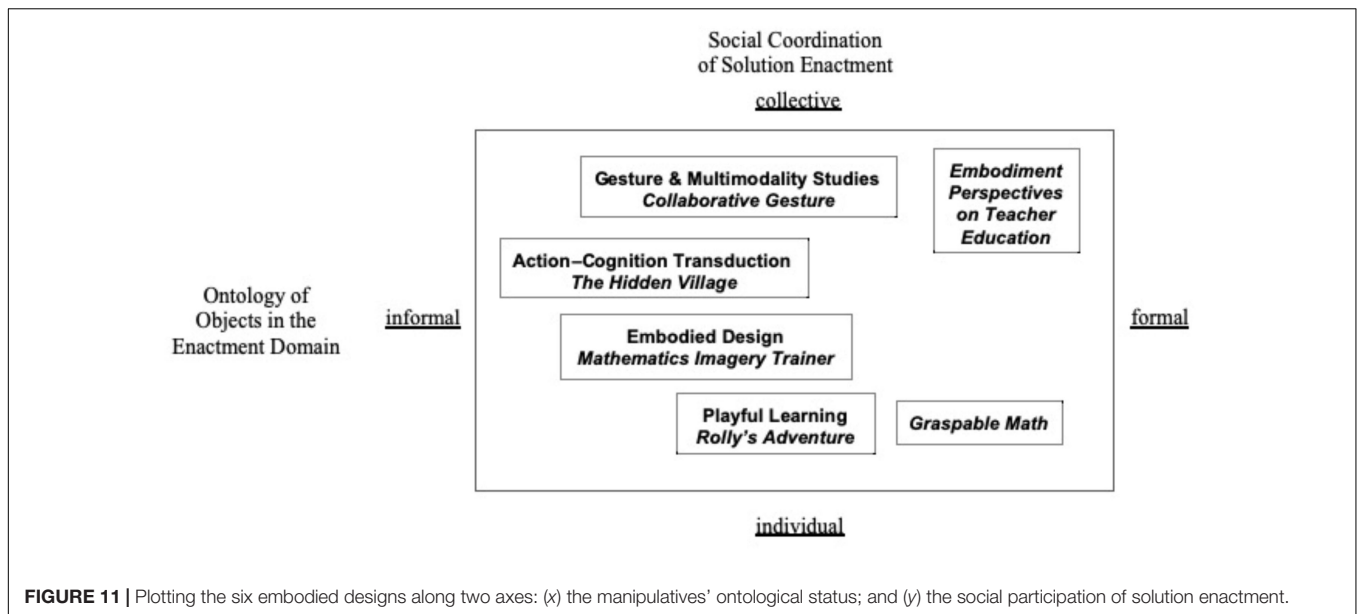 Social Coordination
of Solution Enactment
collective
Gesture & Multimodality Studies
Collaborative Gesture
Embodiment
Perspectives
on Teacher
Education
Action–Cognition Transduction
The Hidden Village
Ontology of
Objects in the
Enactment Domain
informal
formal
Embodied Design
Mathematics Imagery Trainer
Playful Learning
Rolly's Adventure
Graspable Math
individual
FIGURE 11 | Plotting the six embodied designs along two axes: (x) the manipulatives' ontological status; and (y) the social participation of solution enactment.